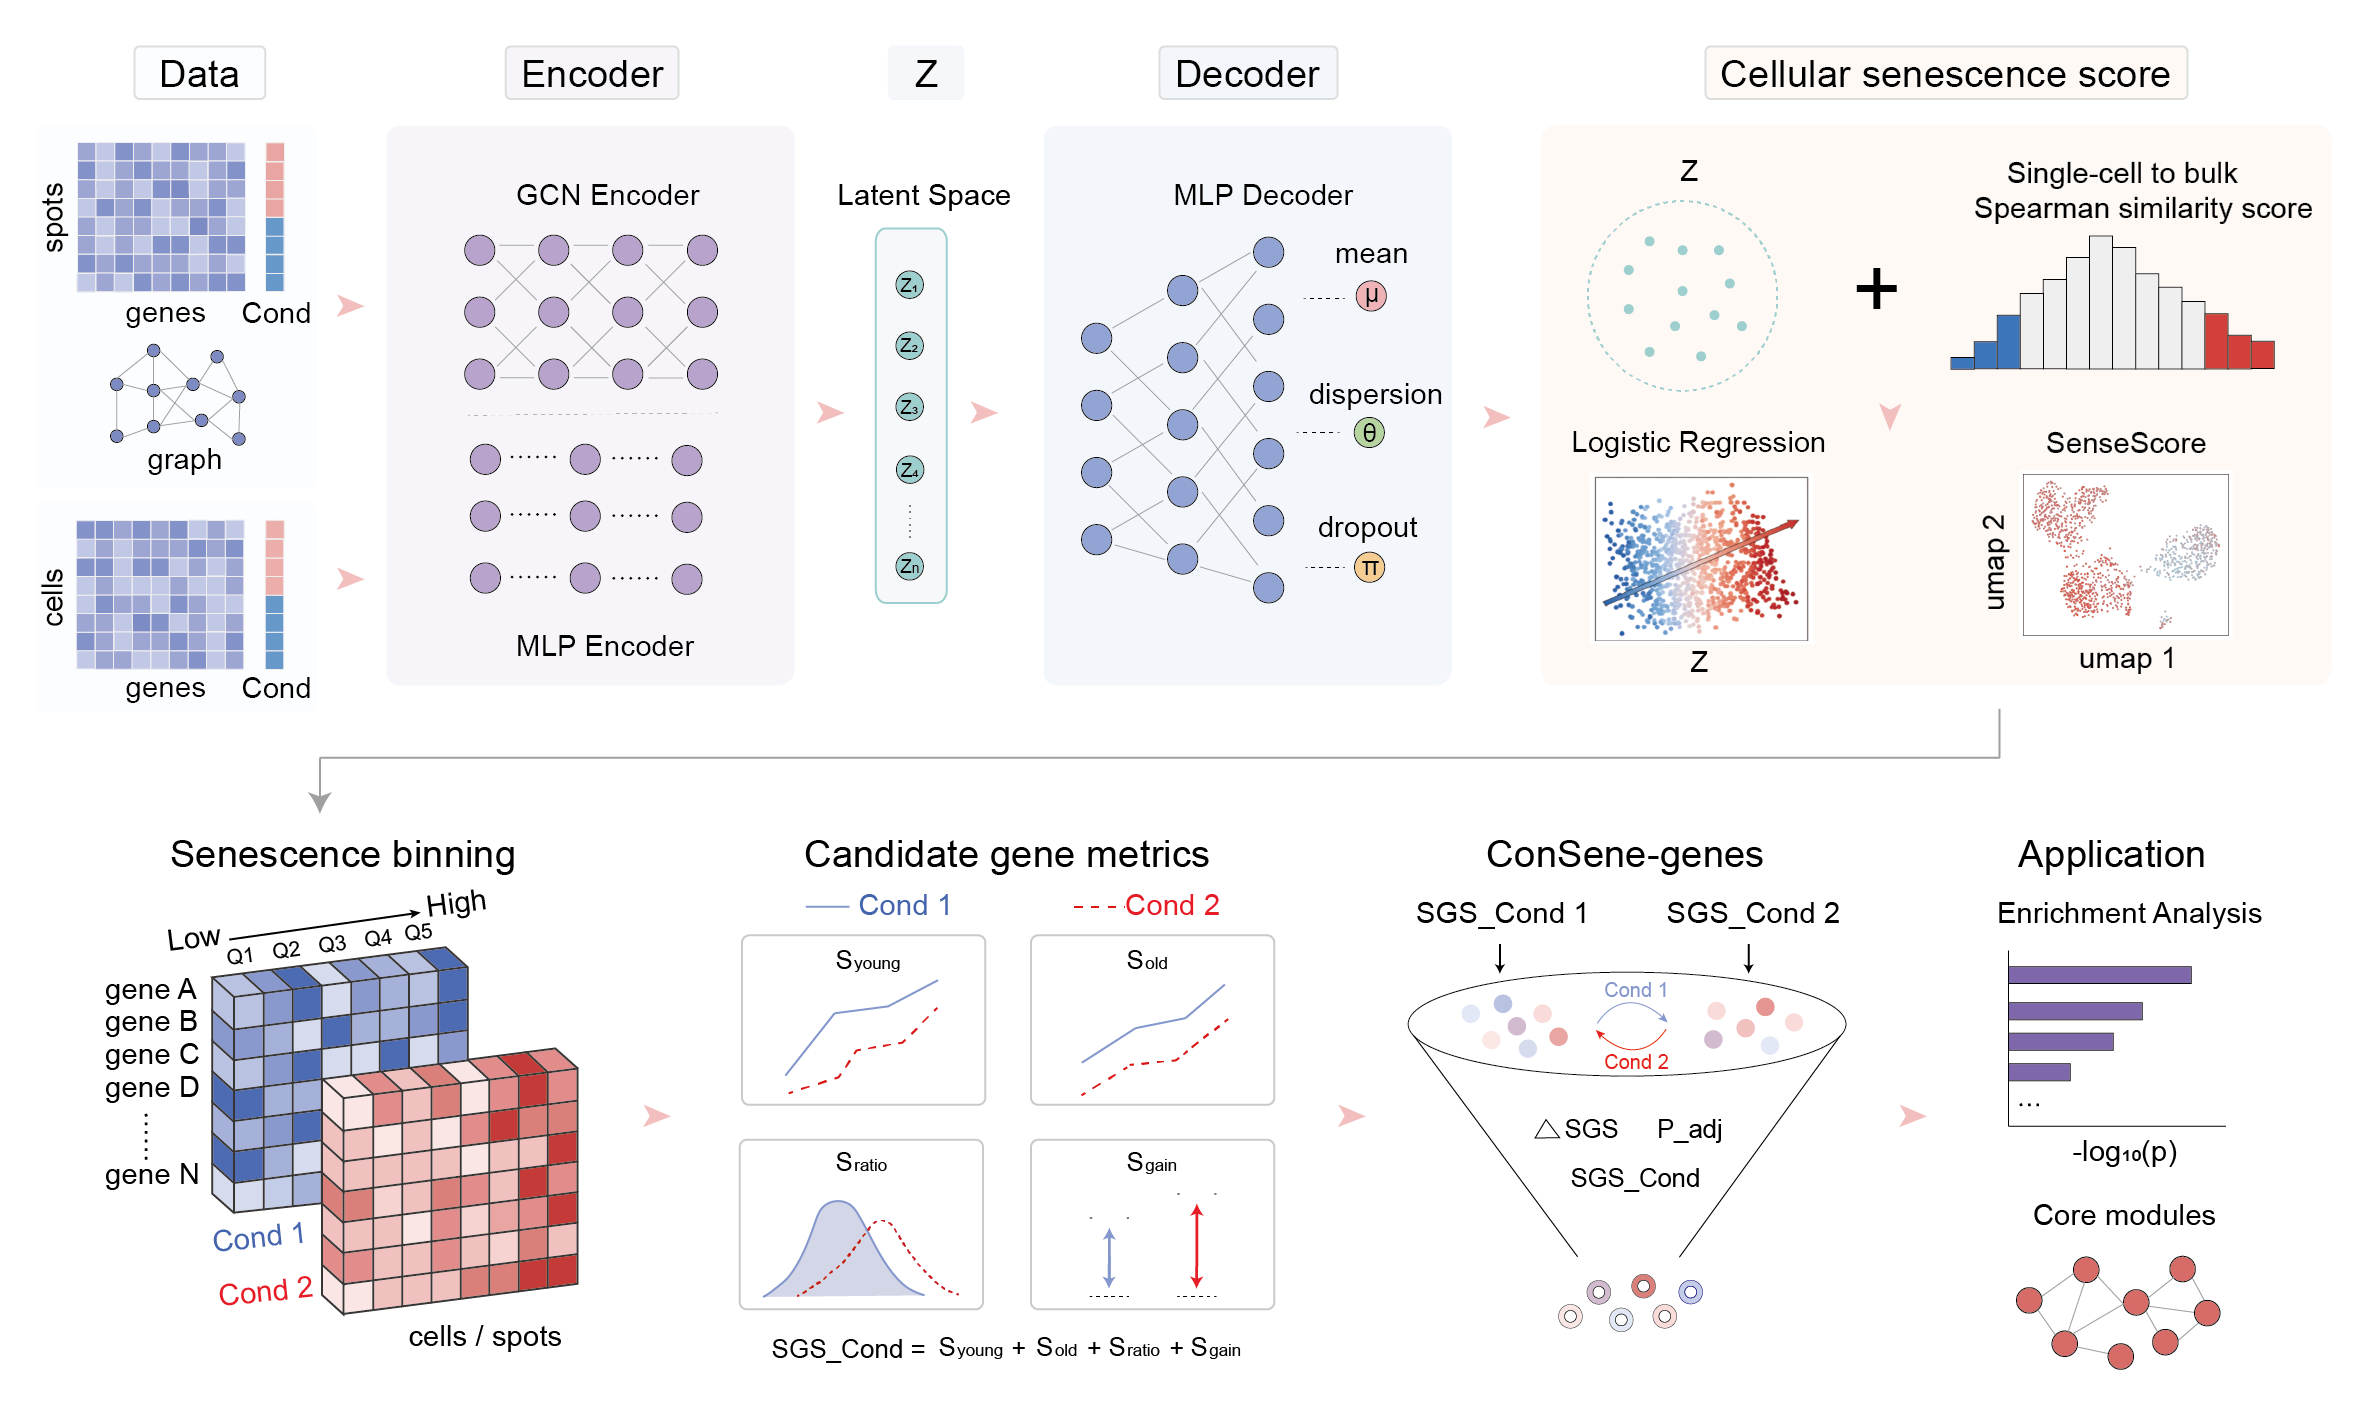 Data
Encoder
Z
Decoder
Cellular senescence score
spots
genes
Cond
graph
cells
genes
Cond
GCN Encoder
MLP Encoder
Latent Space
Z₁
Z₂
Z₃
Z₄
Zn
MLP Decoder
mean
μ
dispersion
θ
dropout
π
Z
+
Single-cell to bulk
Spearman similarity score
Logistic Regression
Z
SenseScore
umap 2
umap 1
Senescence binning
Low
High
Q1 Q2 Q3 Q4 Q5
gene A
gene B
gene C
gene D
gene N
Cond 1
Cond 2
cells / spots
Candidate gene metrics
Cond 1
Cond 2
Syoung
Sold
Sratio
Sgain
SGS_Cond = Syoung + Sold + Sratio + Sgain
ConSene-genes
SGS_Cond 1
SGS_Cond 2
Cond 1
Cond 2
△SGS P_adj
SGS_Cond
Application
Enrichment Analysis
...
-log₁₀(p)
Core modules